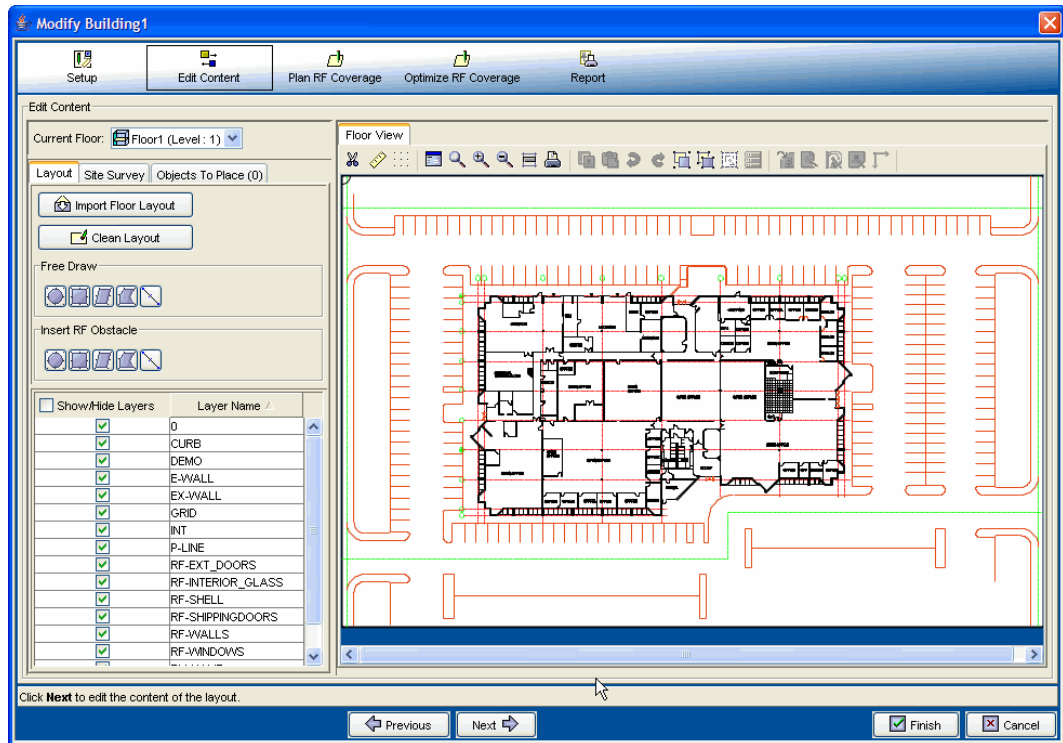 Modify Building1
Setup
Edit Content
Plan RF Coverage
Optimize RF Coverage
Report
Edit Content
Current Floor: Floor1 (Level : 1)
Layout
Site Survey
Objects To Place (0)
Import Floor Layout
Clean Layout
Free Draw
Insert RF Obstacle
Show/Hide Layers
Layer Name
0
CURB
DEMO
E-WALL
EX-WALL
GRID
INT
P-LINE
RF-EXT_DOORS
RF-INTERIOR_GLASS
RF-SHELL
RF-SHIPPINGDOORS
RF-WALLS
RF-WINDOWS
Floor View
Click Next to edit the content of the layout.
Previous
Next
Finish
Cancel